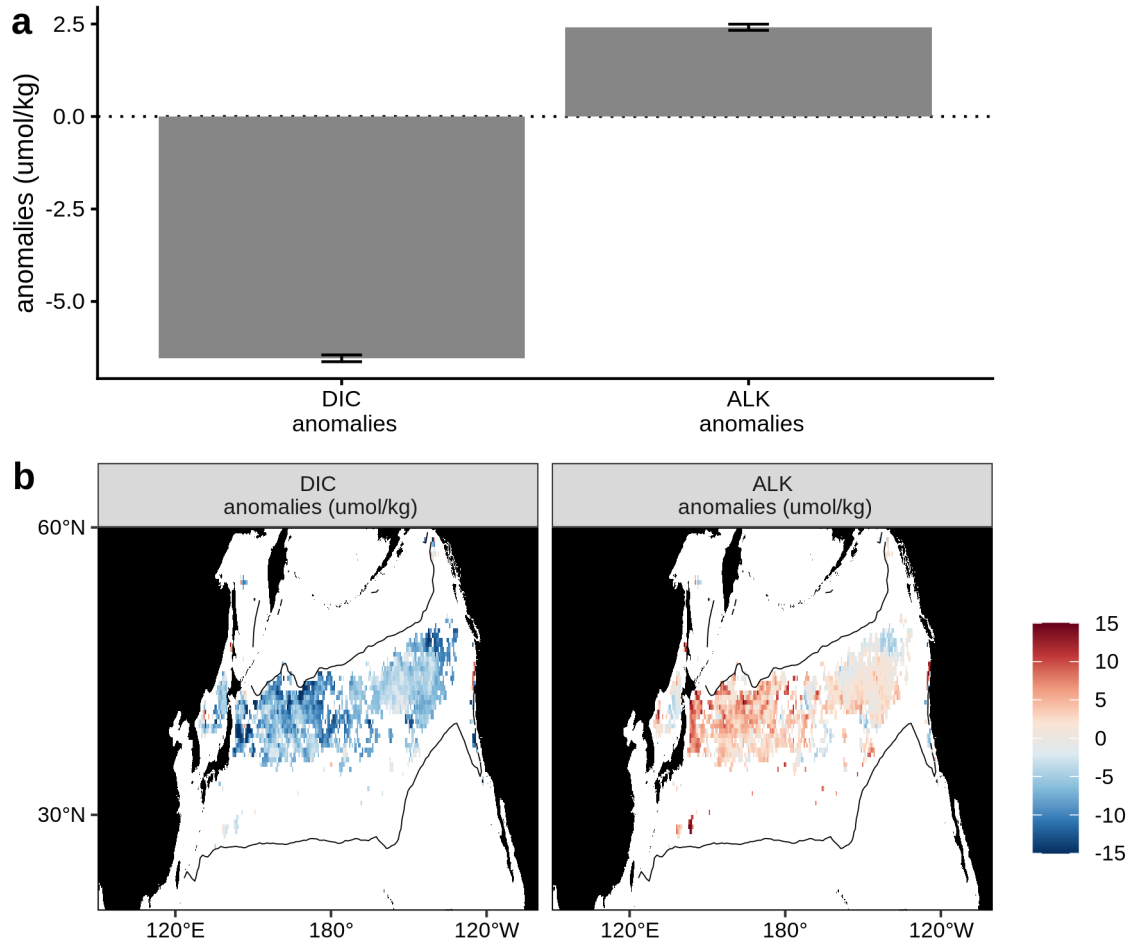 a
anomalies (umol/kg)
2.5
0.0
-2.5
-5.0
DIC
anomalies
ALK
anomalies
b
DIC
anomalies (umol/kg)
ALK
anomalies (umol/kg)
60°N
30°N
120°E
180°
120°W
120°E
180°
120°W
15
10
5
0
-5
-10
-15